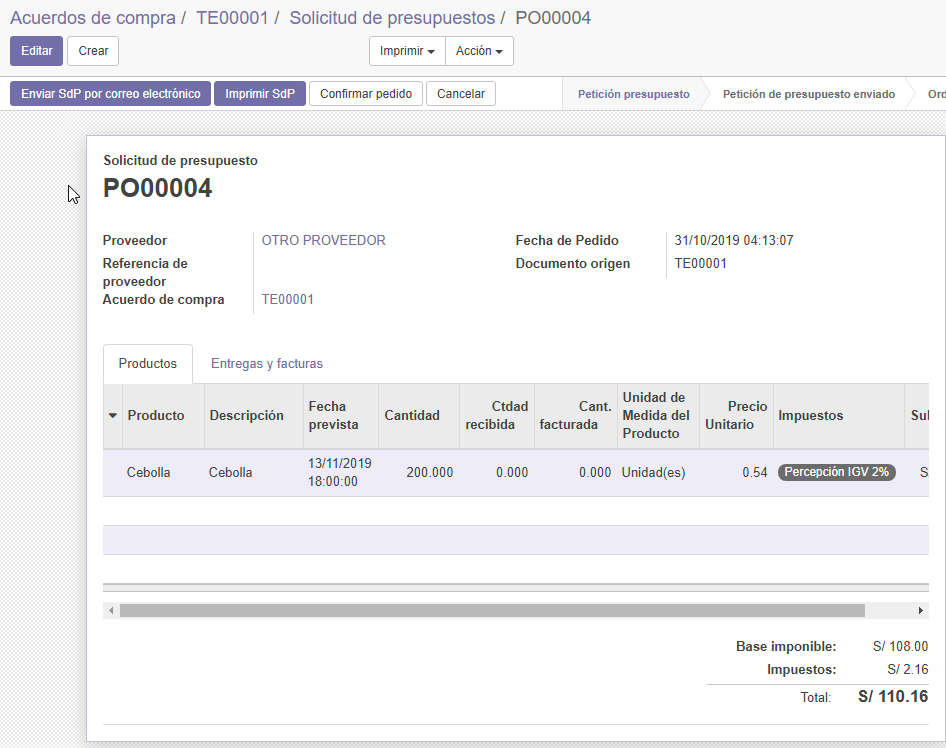 Acuerdos de compra / TE00001 / Solicitud de presupuestos / PO00004
Editar Crear Imprimir Acción
Enviar SdP por correo electrónico Imprimir SdP Confirmar pedido Cancelar Petición presupuesto Petición de presupuesto enviado
Solicitud de presupuesto
PO00004
Proveedor OTRO PROVEEDOR Fecha de Pedido 31/10/2019 04:13:07
Referencia de Documento origen TE00001
proveedor
Acuerdo de compra TE00001
Productos Entregas y facturas
Producto Descripción Fecha prevista Cantidad Ctdad recibida Cant. facturada Unidad de Medida del Producto Precio Unitario Impuestos
Cebolla Cebolla 13/11/2019 18:00:00 200.000 0.000 0.000 Unidad(es) 0.54 Percepción IGV 2%
Base imponible: S/ 108.00
Impuestos: S/ 2.16
Total: S/ 110.16